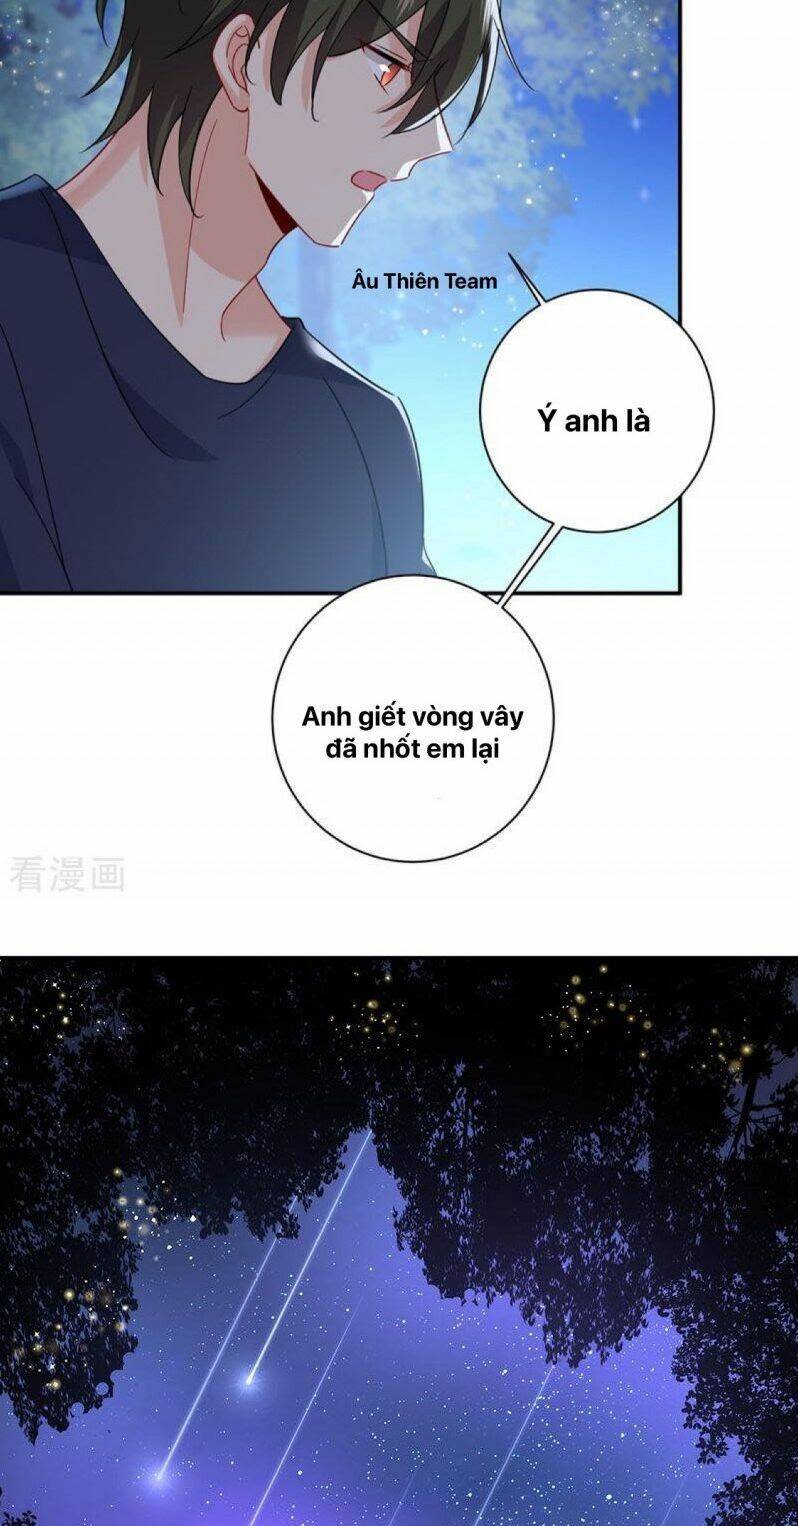 Âu Thiên Team
Ý anh là
Anh giết vòng vây
đã nhốt em lại
看漫画